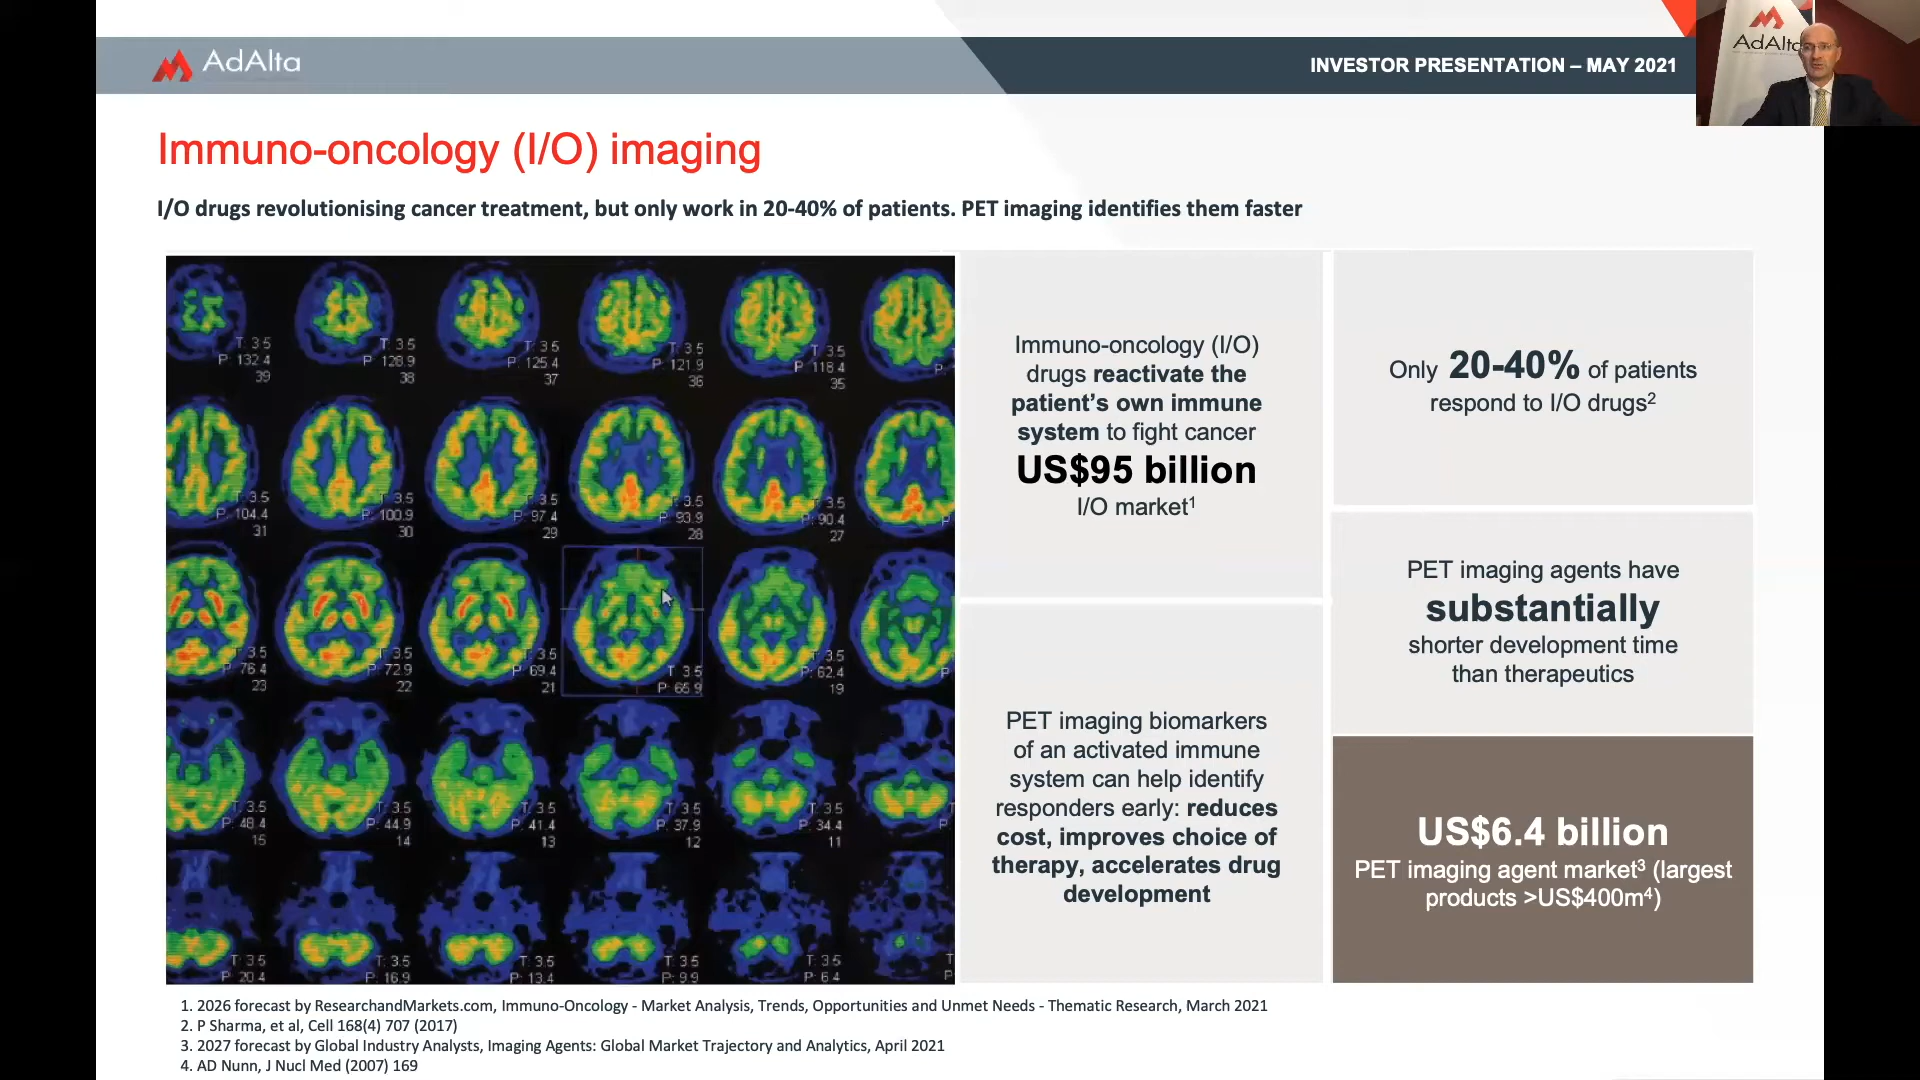 AdAlta
INVESTOR PRESENTATION – MAY 2021
AdAlta
Immuno-oncology (I/O) imaging
I/O drugs revolutionising cancer treatment, but only work in 20-40% of patients. PET imaging identifies them faster
T: 3.5
P: 132.4
39
T: 3.5
P: 128.9
38
T: 3.5
P: 125.4
37
T: 3.5
P: 121.9
36
T: 3.5
P: 118.4
35
P:
T: 3.5
P: 104.4
31
T: 3.5
P: 100.9
30
T: 3.5
P: 97.4
29
T: 3.5
P: 93.9
28
T: 3.5
P: 90.4
27
P
T: 3.5
P: 76.4
23
T: 3.5
P: 72.9
22
T: 3.5
P: 69.4
21
T: 3.5
P: 65.9
T: 3.5
P: 62.4
19
P
T: 3.5
P: 48.4
15
T: 3.5
P: 44.9
14
T: 3.5
P: 41.4
13
T: 3.5
P: 37.9
12
T: 3.5
P: 34.4
11
P
T: 3.5
P: 20.4
T: 3.5
P: 16.9
T: 3.5
P: 13.4
T: 3.5
P: 9.9
T: 3.5
P: 6.4
T
P
Immuno-oncology (I/O)
drugs reactivate the
patient’s own immune
system to fight cancer
US$95 billion
I/O market¹
PET imaging biomarkers
of an activated immune
system can help identify
responders early: reduces
cost, improves choice of
therapy, accelerates drug
development
Only 20-40% of patients
respond to I/O drugs²
PET imaging agents have
substantially
shorter development time
than therapeutics
US$6.4 billion
PET imaging agent market³ (largest
products >US$400m⁴)
1. 2026 forecast by ResearchandMarkets.com, Immuno-Oncology - Market Analysis, Trends, Opportunities and Unmet Needs - Thematic Research, March 2021
2. P Sharma, et al, Cell 168(4) 707 (2017)
3. 2027 forecast by Global Industry Analysts, Imaging Agents: Global Market Trajectory and Analytics, April 2021
4. AD Nunn, J Nucl Med (2007) 169